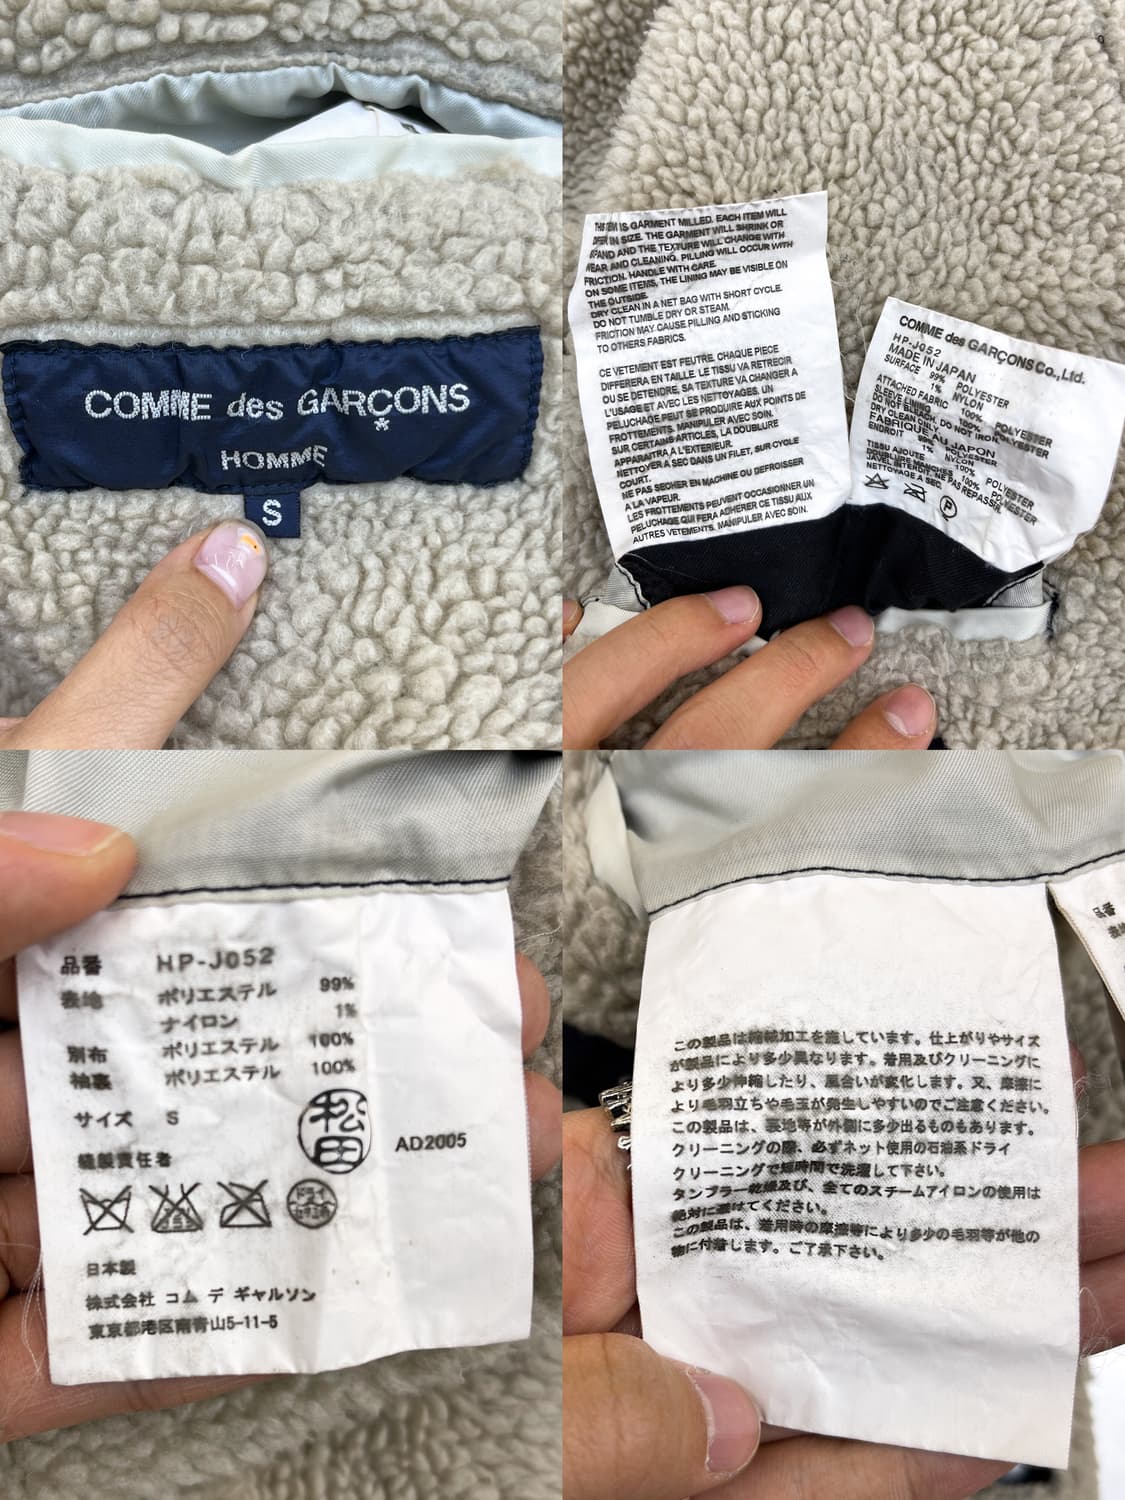 COMME des GARÇONS
*
HOMME
S
THIS ITEM IS GARMENT MILLED. EACH ITEM WILL
DIFFER IN SIZE. THE GARMENT WILL SHRINK OR
EXPAND AND THE TEXTURE WILL CHANGE WITH
WEAR AND CLEANING. PILLING WILL OCCUR WITH
FRICTION. HANDLE WITH CARE.
ON SOME ITEMS, THE LINING MAY BE VISIBLE ON
THE OUTSIDE.
DRY CLEAN IN A NET BAG WITH SHORT CYCLE.
DO NOT TUMBLE DRY OR STEAM.
FRICTION MAY CAUSE PILLING AND STICKING
TO OTHERS FABRICS.
CE VETEMENT EST FEUTRE. CHAQUE PIECE
DIFFERERA EN TAILLE. LE TISSU VA RETRECIR
OU SE DETENDRE, SA TEXTURE VA CHANGER A
L'USAGE ET AVEC LES NETTOYAGES. UN
PELUCHAGE PEUT SE PRODUIRE AUX POINTS DE
FROTTEMENTS. MANIPULER AVEC SOIN.
SUR CERTAINS ARTICLES, LA DOUBLURE
APPARAITRA A L'EXTERIEUR.
NETTOYER A SEC DANS UN FILET, SUR CYCLE
COURT.
NE PAS SECHER EN MACHINE OU DEFROISSER
A LA VAPEUR.
LES FROTTEMENTS PEUVENT OCCASIONNER UN
PELUCHAGE QUI FERA ADHERER CE TISSU AUX
AUTRES VETEMENTS. MANIPULER AVEC SOIN.
COMME des GARÇONS Co.,Ltd.
HP-J052
MADE IN JAPAN
SURFACE 99% POLYESTER
1% NYLON
ATTACHED FABRIC 100% POLYESTER
SLEEVE LINING 100% POLYESTER
DO NOT BLEACH, DO NOT IRON
DRY CLEAN ONLY
FABRIQUE AU JAPON
ENDROIT 99% POLYESTER
1% NYLON
TISSU AJOUTE 100% POLYESTER
DOUBLURE MANCHES 100% POLYESTER
JAVEL INTERDIT, NE PAS REPASSER
NETTOYAGE A SEC
P
品番 HP-J052
表地 ポリエステル 99%
ナイロン 1%
別布 ポリエステル 100%
袖裏 ポリエステル 100%
サイズ S
縫製責任者 松田 AD2005
ドライ
セキユ系
日本製
株式会社 コム デ ギャルソン
東京都港区南青山5-11-5
この製品は縮絨加工を施しています。仕上がりやサイズ
が製品により多少異なります。着用及びクリーニングに
より多少伸縮したり、風合いが変化します。又、摩擦に
より毛羽立ちや毛玉が発生しやすいのでご注意ください。
この製品は、裏地等が外側に多少出るものもあります。
クリーニングの際、必ずネット使用の石油系ドライ
クリーニングで短時間で洗濯して下さい。
タンブラー乾燥及び、全てのスチームアイロンの使用は
絶対に避けてください。
この製品は、着用時の摩擦等により多少の毛羽等が他の
物に付着します。ご了承下さい。